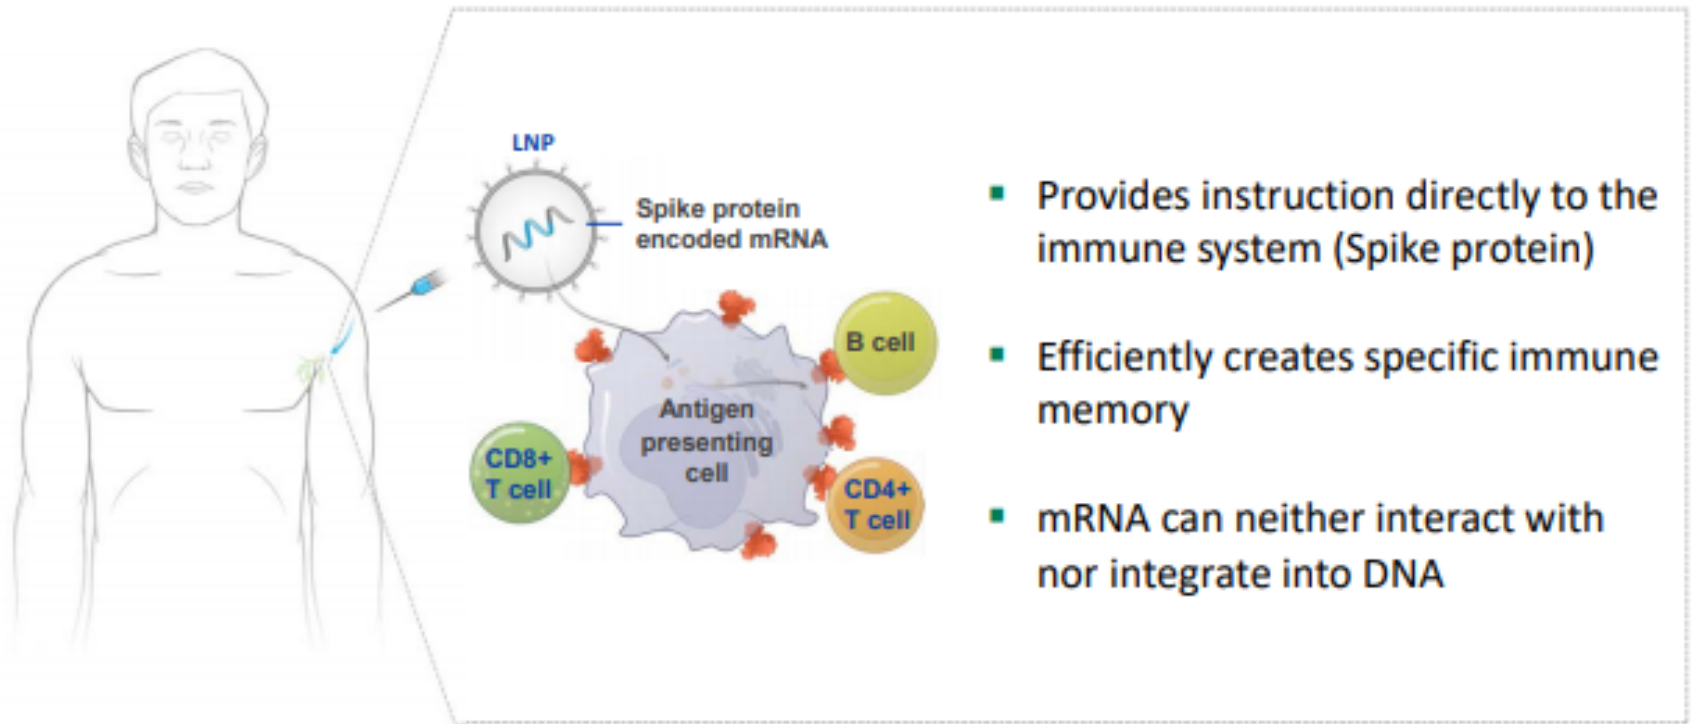 LNP
Spike protein
encoded mRNA
B cell
Antigen
presenting
cell
CD8+
T cell
CD4+
T cell
▪ Provides instruction directly to the
immune system (Spike protein)
▪ Efficiently creates specific immune
memory
▪ mRNA can neither interact with
nor integrate into DNA